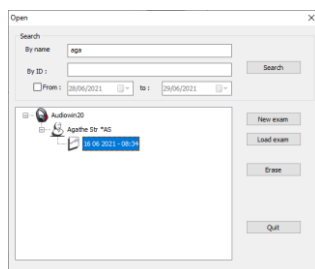 Open
Search
By name aga
Search
By ID :
From : 28/06/2021 to : 29/06/2021
Audiowin20
New exam
Agathe Str *AS
Load exam
16 06 2021 - 08:34
Erase
Quit